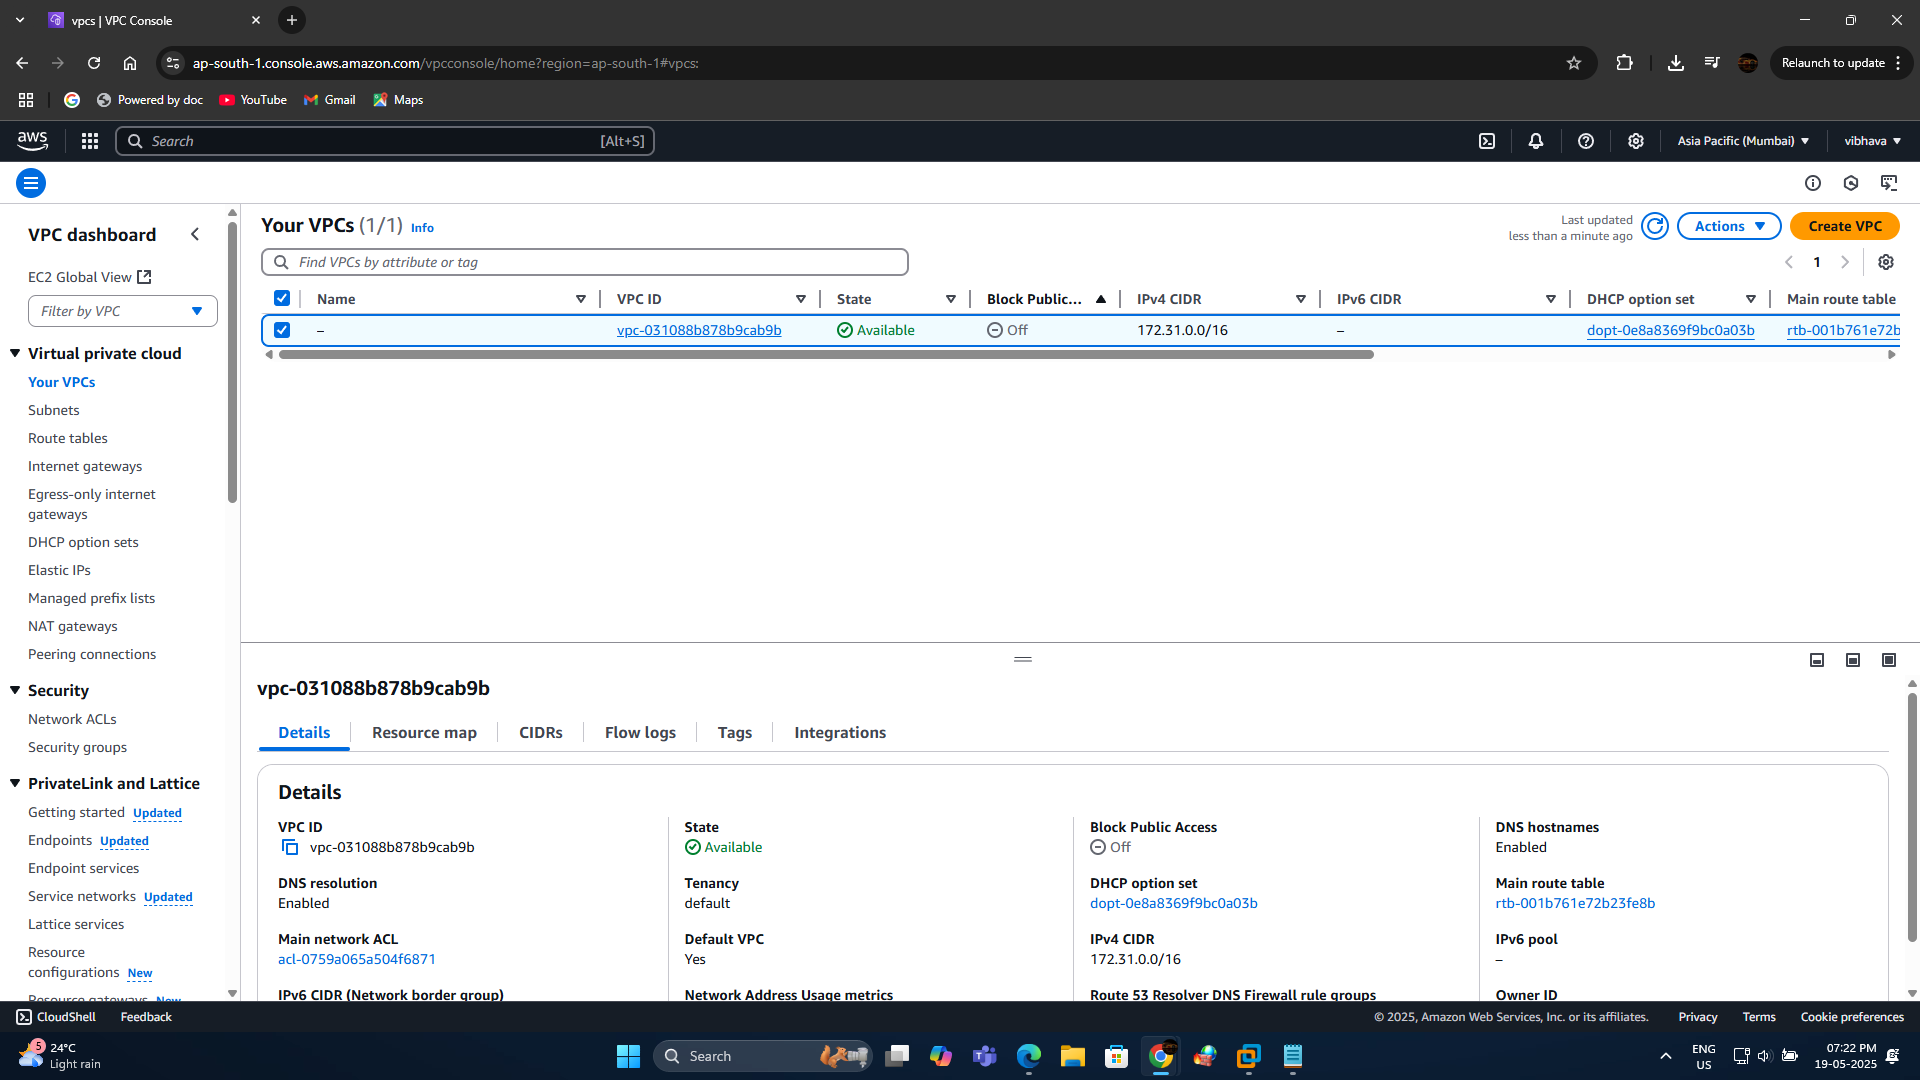 vpcs | VPC Console
ap-south-1.console.aws.amazon.com/vpcconsole/home?region=ap-south-1#vpcs:
Relaunch to update
Powered by doc
YouTube
Gmail
Maps
aws
Search
[Alt+S]
Asia Pacific (Mumbai)
vibhava
VPC dashboard
EC2 Global View
Filter by VPC
Virtual private cloud
Your VPCs
Subnets
Route tables
Internet gateways
Egress-only internet
gateways
DHCP option sets
Elastic IPs
Managed prefix lists
NAT gateways
Peering connections
Security
Network ACLs
Security groups
PrivateLink and Lattice
Getting started Updated
Endpoints Updated
Endpoint services
Service networks Updated
Lattice services
Resource
configurations New
Resource gateways New
Your VPCs (1/1) Info
Last updated
less than a minute ago
Actions
Create VPC
Find VPCs by attribute or tag
1
Name VPC ID State Block Public... IPv4 CIDR IPv6 CIDR DHCP option set Main route table
– vpc-031088b878b9cab9b Available Off 172.31.0.0/16 – dopt-0e8a8369f9bc0a03b rtb-001b761e72b
vpc-031088b878b9cab9b
Details Resource map CIDRs Flow logs Tags Integrations
Details
VPC ID
vpc-031088b878b9cab9b
State
Available
Block Public Access
Off
DNS hostnames
Enabled
DNS resolution
Enabled
Tenancy
default
DHCP option set
dopt-0e8a8369f9bc0a03b
Main route table
rtb-001b761e72b23fe8b
Main network ACL
acl-0759a065a504f6871
Default VPC
Yes
IPv4 CIDR
172.31.0.0/16
IPv6 pool
–
IPv6 CIDR (Network border group)
Network Address Usage metrics
Route 53 Resolver DNS Firewall rule groups
Owner ID
CloudShell
Feedback
© 2025, Amazon Web Services, Inc. or its affiliates.
Privacy
Terms
Cookie preferences
5
24°C
Light rain
Search
ENG
US
07:22 PM
19-05-2025